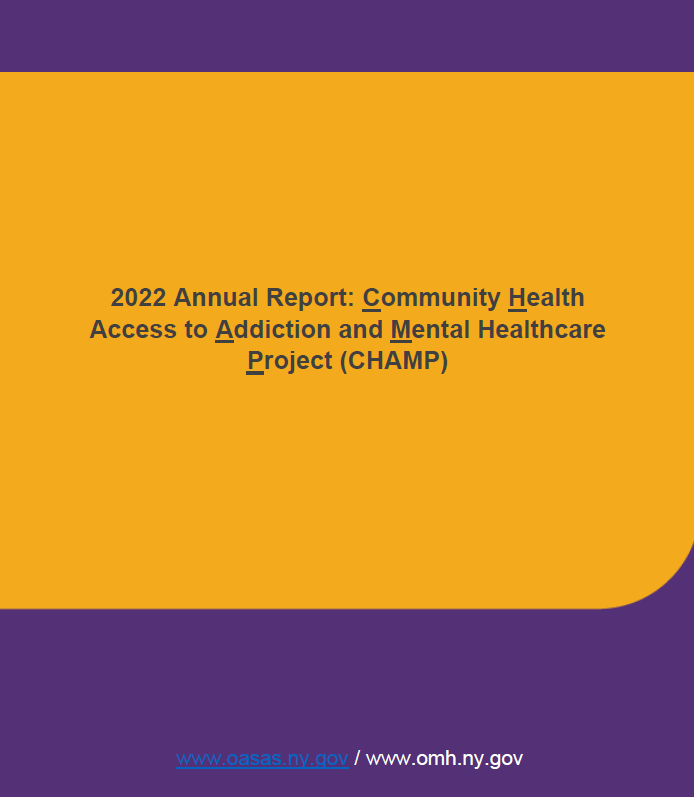 2022 Annual Report: Community Health
Access to Addiction and Mental Healthcare
Project (CHAMP)
www.oasas.ny.gov / www.omh.ny.gov